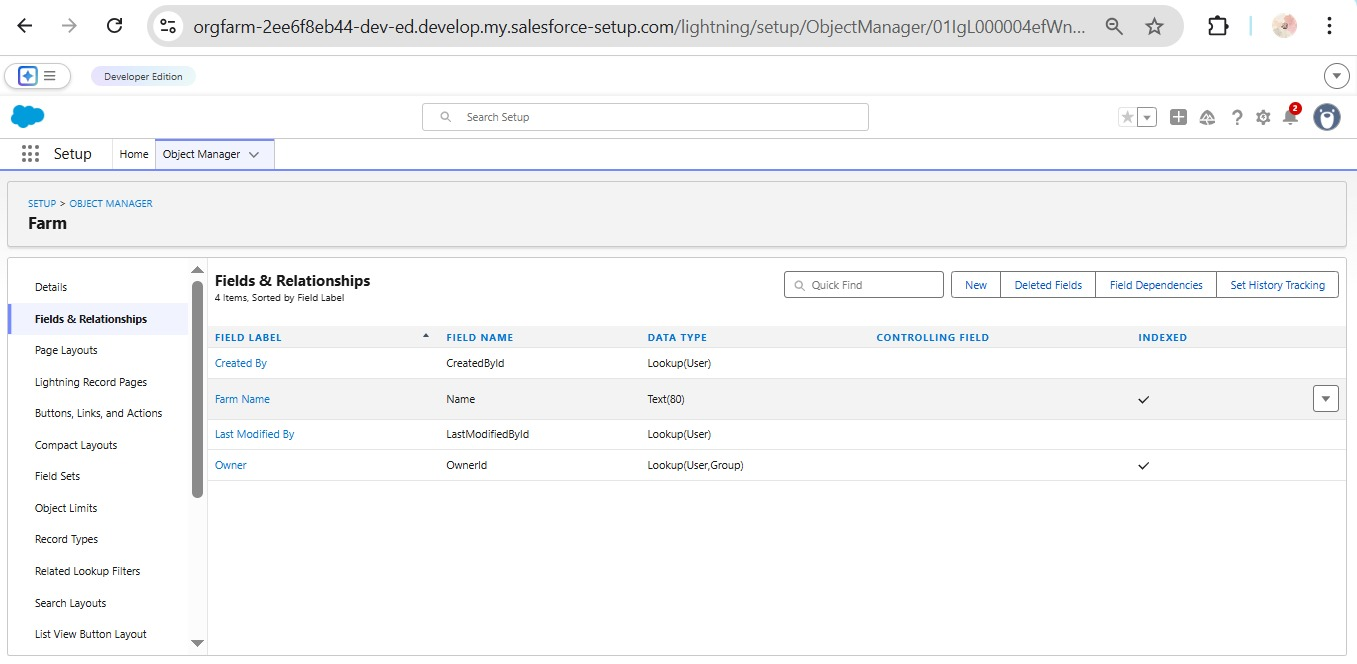 orgfarm-2ee6f8eb44-dev-ed.develop.my.salesforce-setup.com/lightning/setup/ObjectManager/01IgL000004efWn...
Developer Edition
Search Setup
2
Setup Home Object Manager
SETUP > OBJECT MANAGER
Farm
Details
Fields & Relationships
Page Layouts
Lightning Record Pages
Buttons, Links, and Actions
Compact Layouts
Field Sets
Object Limits
Record Types
Related Lookup Filters
Search Layouts
List View Button Layout
Fields & Relationships
4 Items, Sorted by Field Label
Quick Find
New Deleted Fields Field Dependencies Set History Tracking
FIELD LABEL FIELD NAME DATA TYPE CONTROLLING FIELD INDEXED
Created By CreatedById Lookup(User)
Farm Name Name Text(80)
Last Modified By LastModifiedById Lookup(User)
Owner OwnerId Lookup(User,Group)